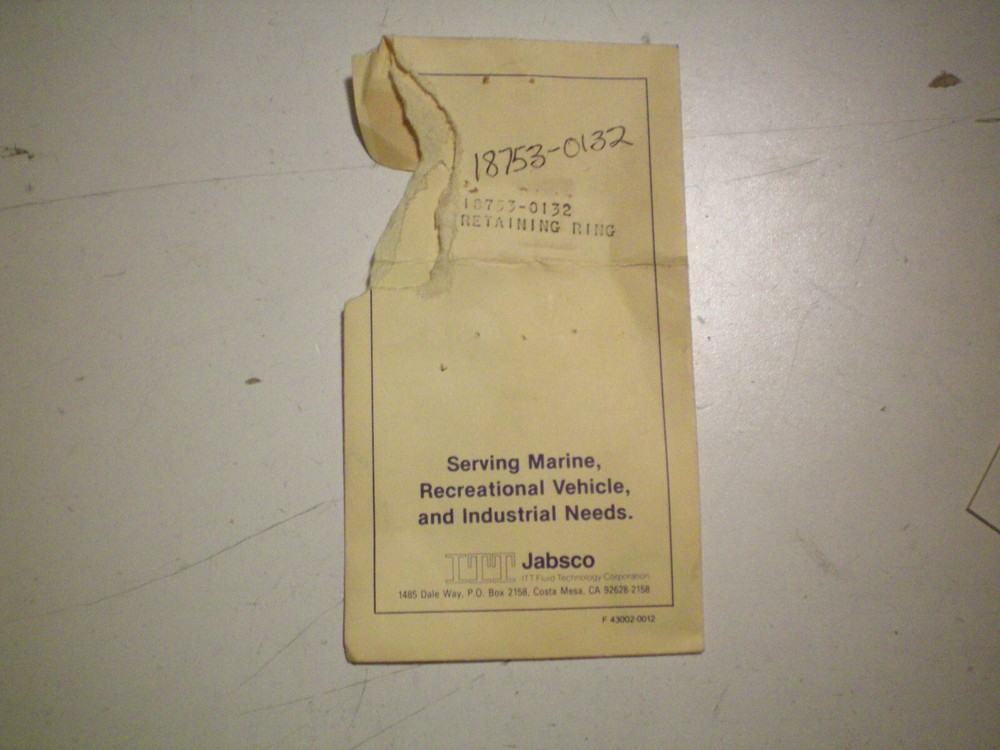 18753-0132
18753-0132
RETAINING RING
Serving Marine,
Recreational Vehicle,
and Industrial Needs.
ITT Jabsco
ITT Fluid Technology Corporation
1485 Dale Way, P.O. Box 2158, Costa Mesa, CA 92628-2158
F 43002-0012